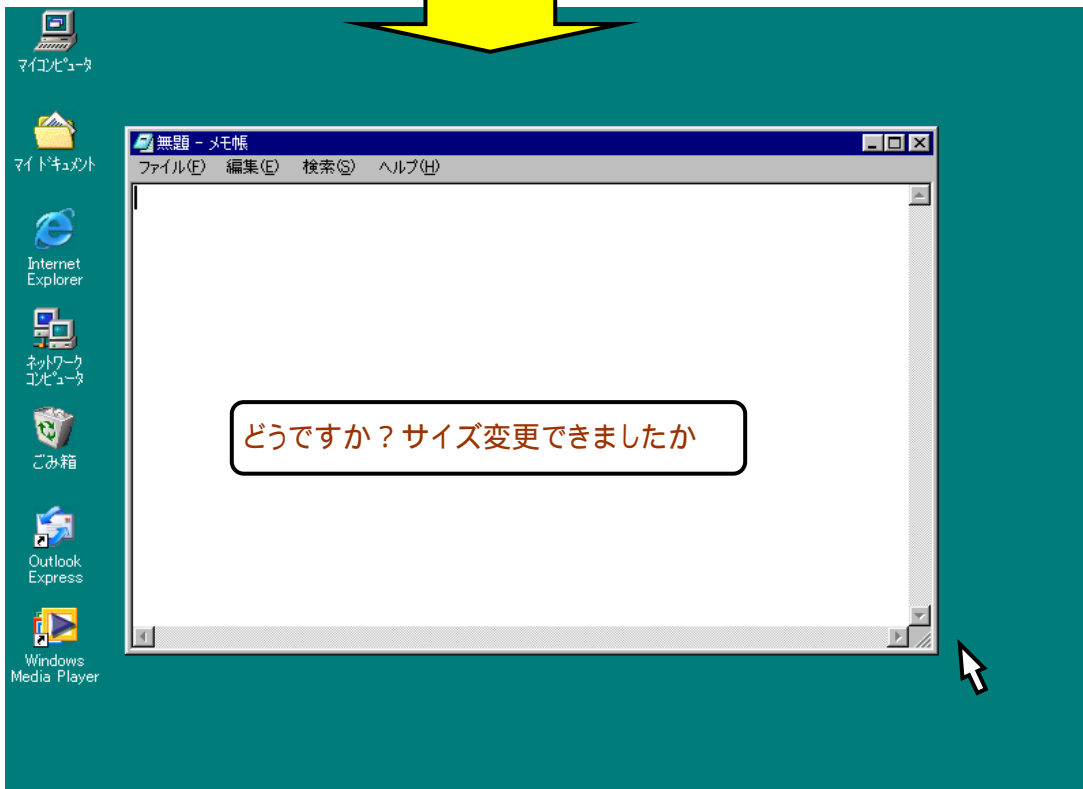 マイコンピュータ
無題 - メモ帳
マイ ドキュメント
ファイル(F) 編集(E) 検索(S) ヘルプ(H)
Internet
Explorer
ネットワーク
コンピュータ
どうですか？サイズ変更できましたか
ごみ箱
Outlook
Express
Windows
Media Player